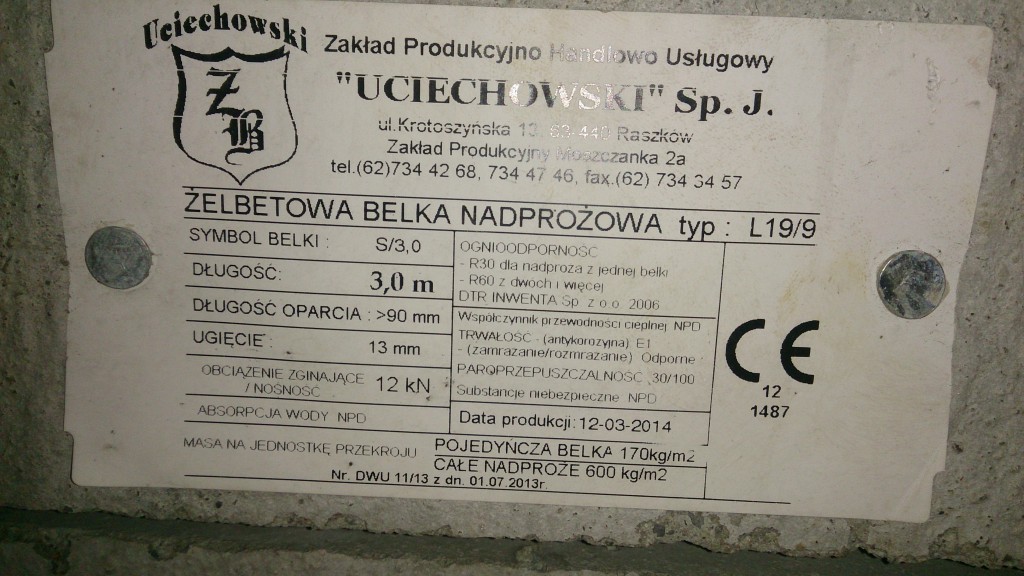 Uciechowski
ZB
Zakład Produkcyjno Handlowo Usługowy
"UCIECHOWSKI" Sp. J.
ul.Krotoszyńska 13, 63-440 Raszków
Zakład Produkcyjny Moszczanka 2a
tel.(62)734 42 68, 734 47 46, fax.(62) 734 34 57
ŻELBETOWA BELKA NADPROŻOWA typ : L19/9
SYMBOL BELKI : S/3,0
DŁUGOŚĆ: 3,0 m
DŁUGOŚĆ OPARCIA : >90 mm
UGIĘCIE : 13 mm
OBCIĄŻENIE ZGINAJĄCE
/ NOŚNOŚĆ 12 kN
ABSORPCJA WODY NPD
OGNIOODPORNOŚĆ
- R30 dla nadproża z jednej belki
- R60 z dwoch i więcej
DTR INWENTA Sp. z o.o. 2006
Współczynnik przewodności cieplnej NPD
TRWAŁOŚĆ - (antykorozyjna) E1
- (zamrażanie/rozmrażanie) Odporne
PAROPRZEPUSZCZALNOŚĆ 30/100
Substancje niebezpieczne NPD
Data produkcji: 12-03-2014
CE
12
1487
MASA NA JEDNOSTKĘ PRZEKROJU
POJEDYŃCZA BELKA 170kg/m2
CAŁE NADPROŻE 600 kg/m2
Nr. DWU 11/13 z dn. 01.07.2013r.